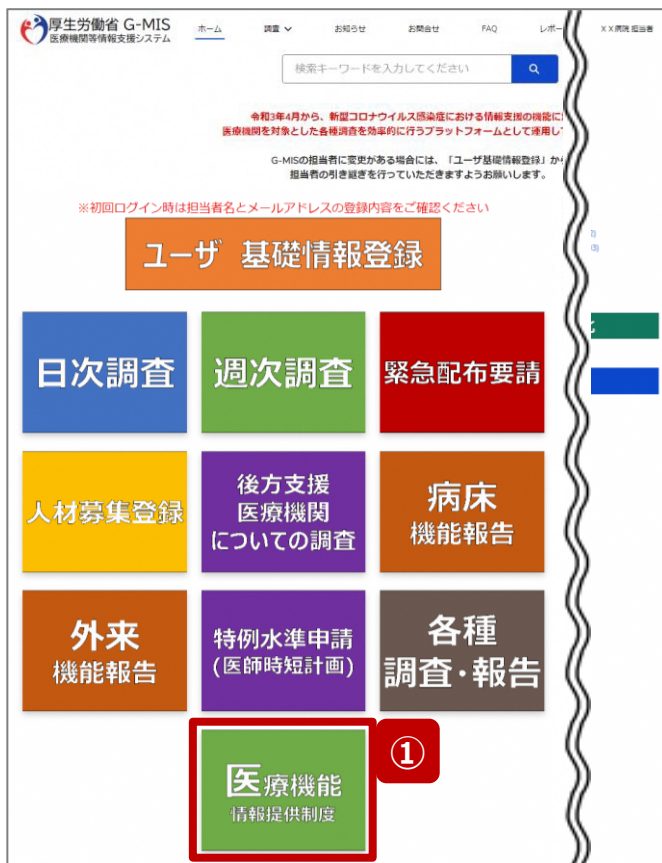 厚生労働省 G-MIS
医療機関等情報支援システム
ホーム 調査 お知らせ お問合せ FAQ レポー XX病院 担当者
検索キーワードを入力してください
令和3年4月から、新型コロナウイルス感染症における情報支援の機能に
医療機関を対象とした各種調査を効率的に行うプラットフォームとして運用し
G-MISの担当者に変更がある場合には、「ユーザ基礎情報登録」か
担当者の引き継ぎを行っていただきますようお願いします。
※初回ログイン時は担当者名とメールアドレスの登録内容をご確認ください
ユーザ 基礎情報登録
日次調査
週次調査
緊急配布要請
人材募集登録
後方支援
医療機関
についての調査
病床
機能報告
外来
機能報告
特例水準申請
(医師時短計画)
各種
調査・報告
医療機能
情報提供制度
①